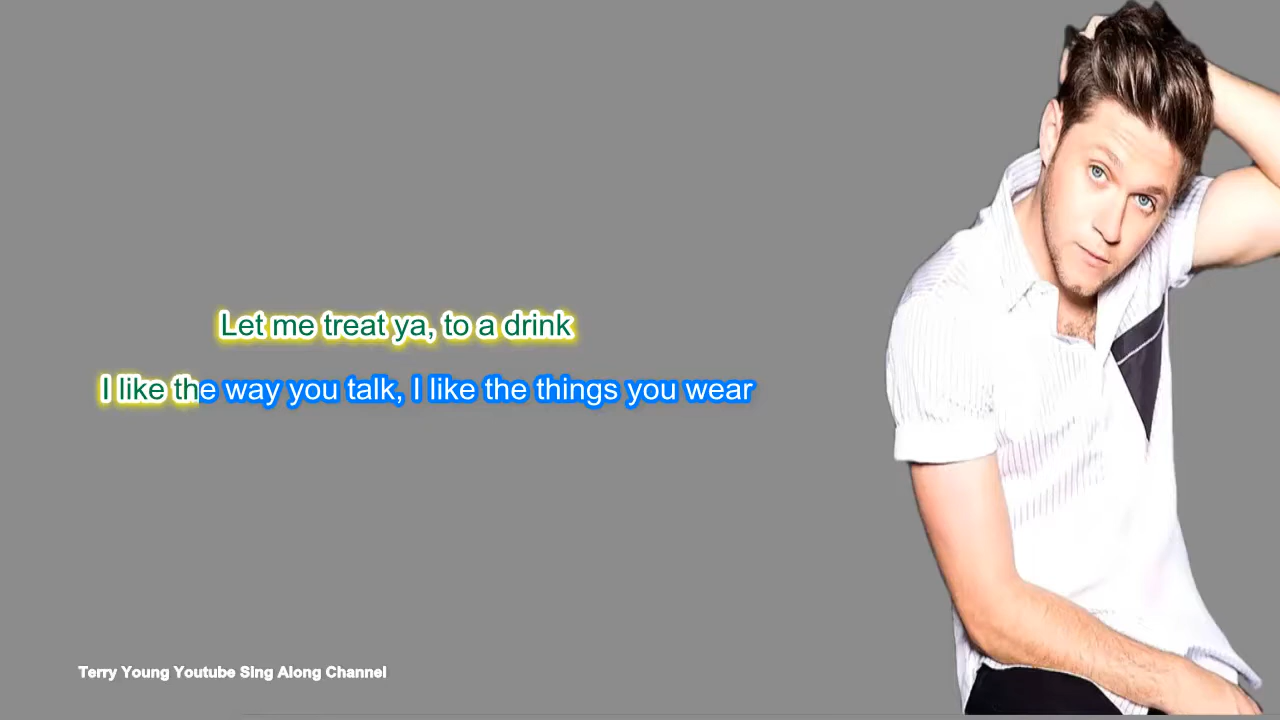 Let me treat ya, to a drink
I like the way you talk, I like the things you wear
Terry Young Youtube Sing Along Channel